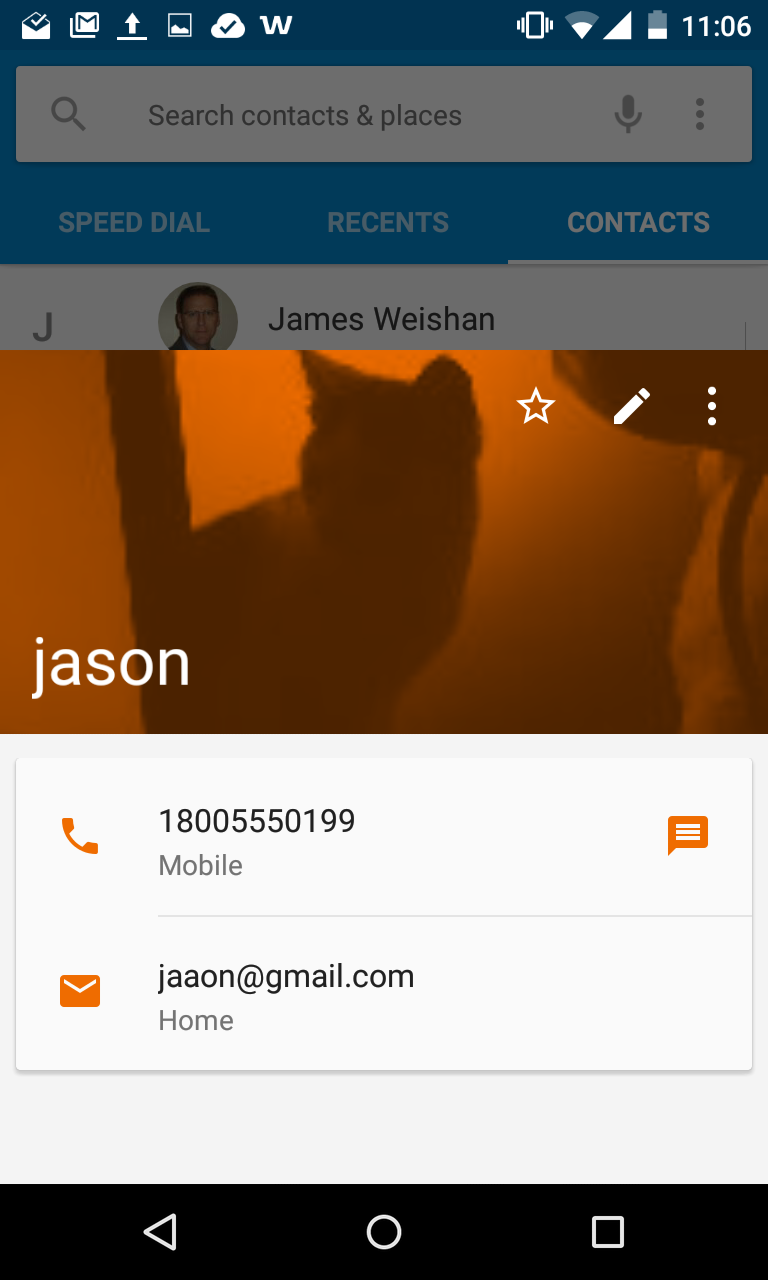 11:06
Search contacts & places
SPEED DIAL RECENTS CONTACTS
J James Weishan
jason
18005550199
Mobile
jaaon@gmail.com
Home